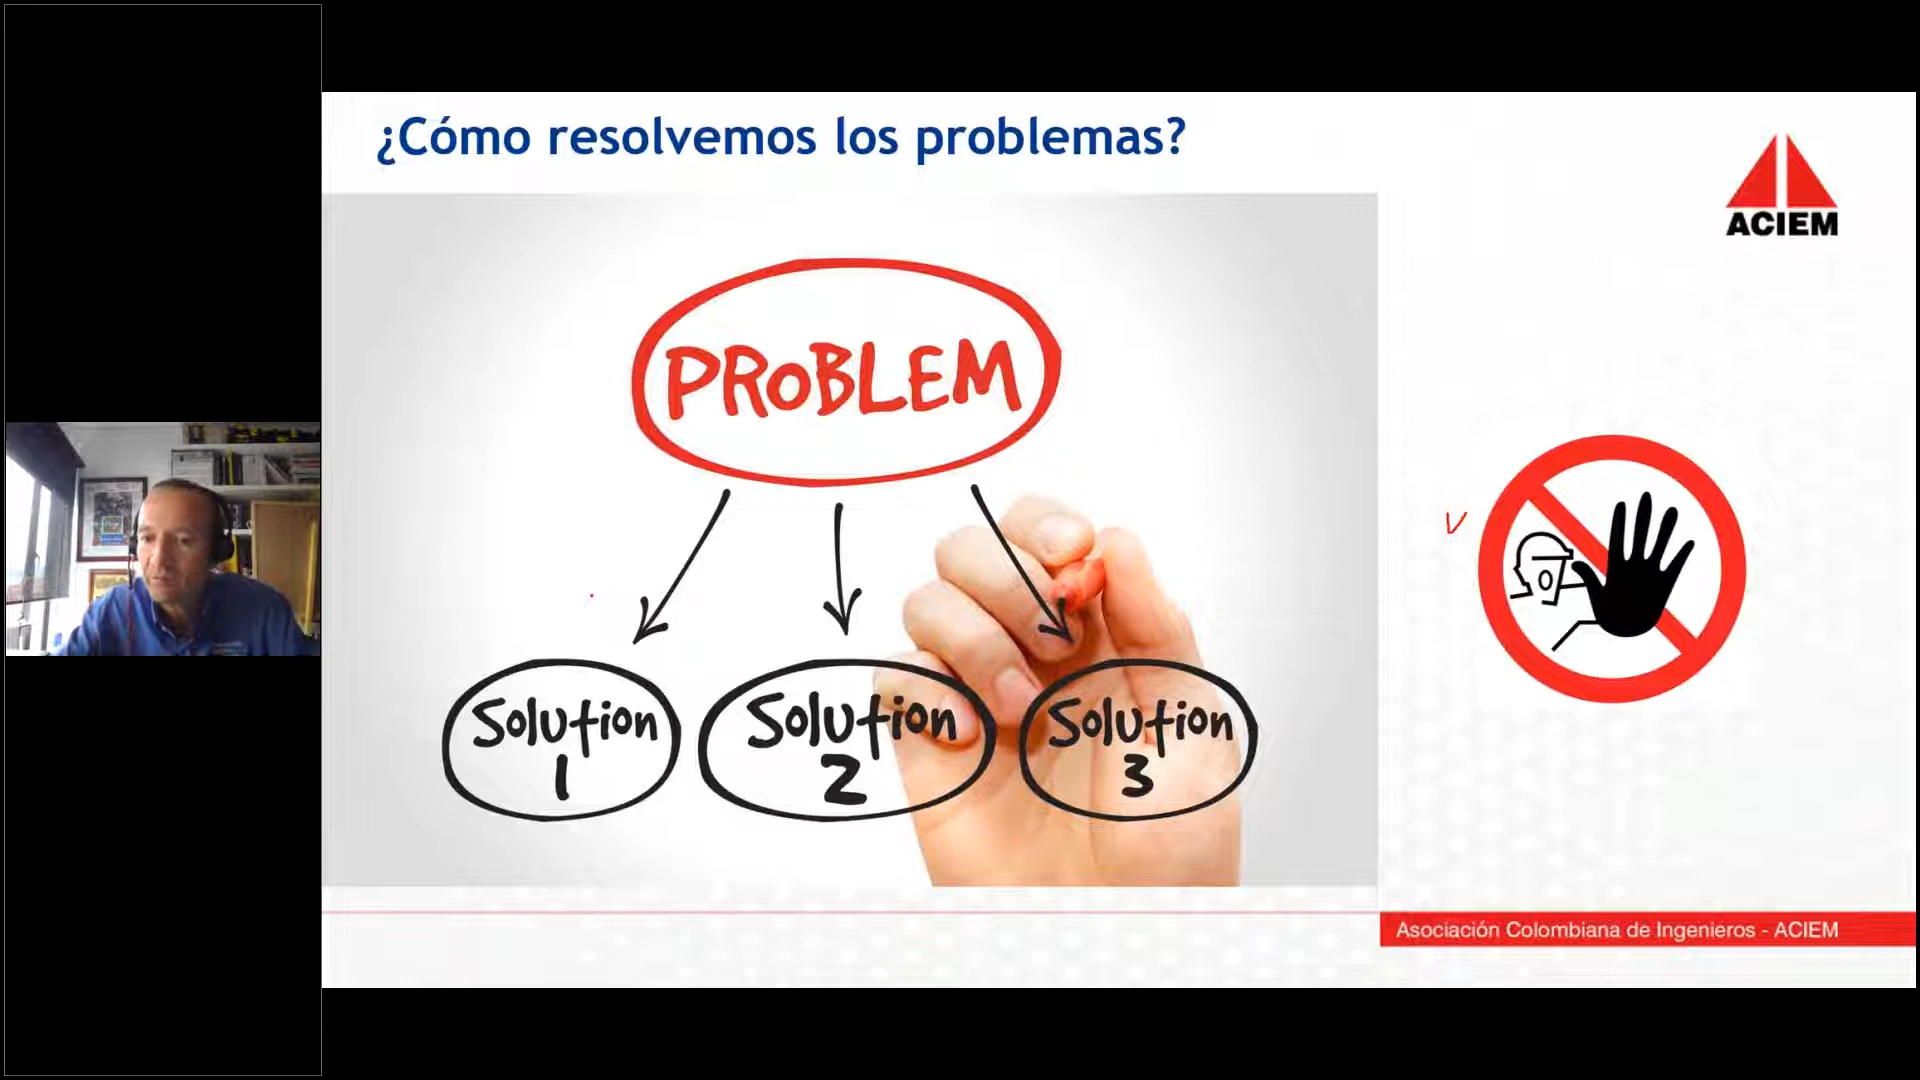 ¿Cómo resolvemos los problemas?
ACIEM
PROBLEM
Solution
1
Solution
2
Solution
3
Asociación Colombiana de Ingenieros - ACIEM